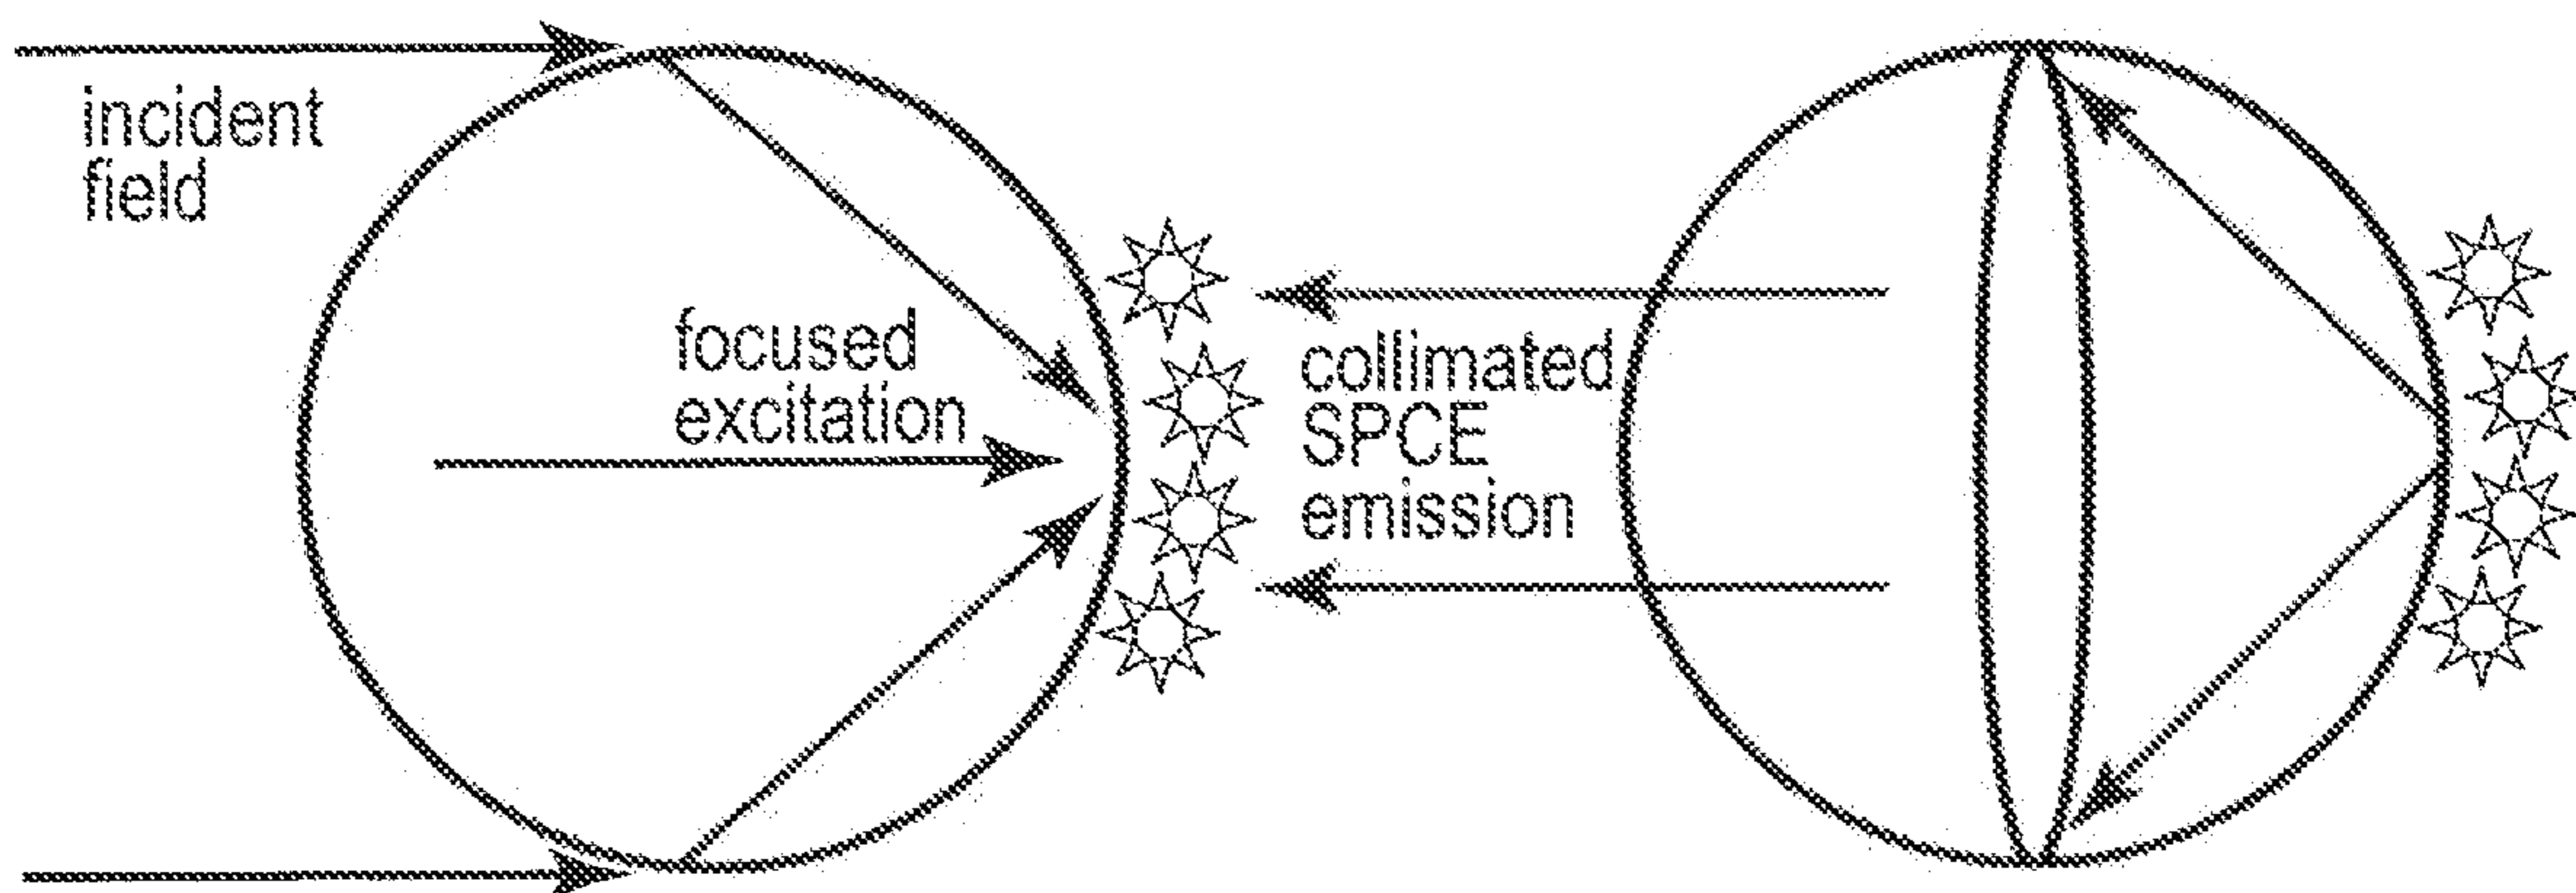 incident
field
focused
excitation
collimated
SPCE
emission